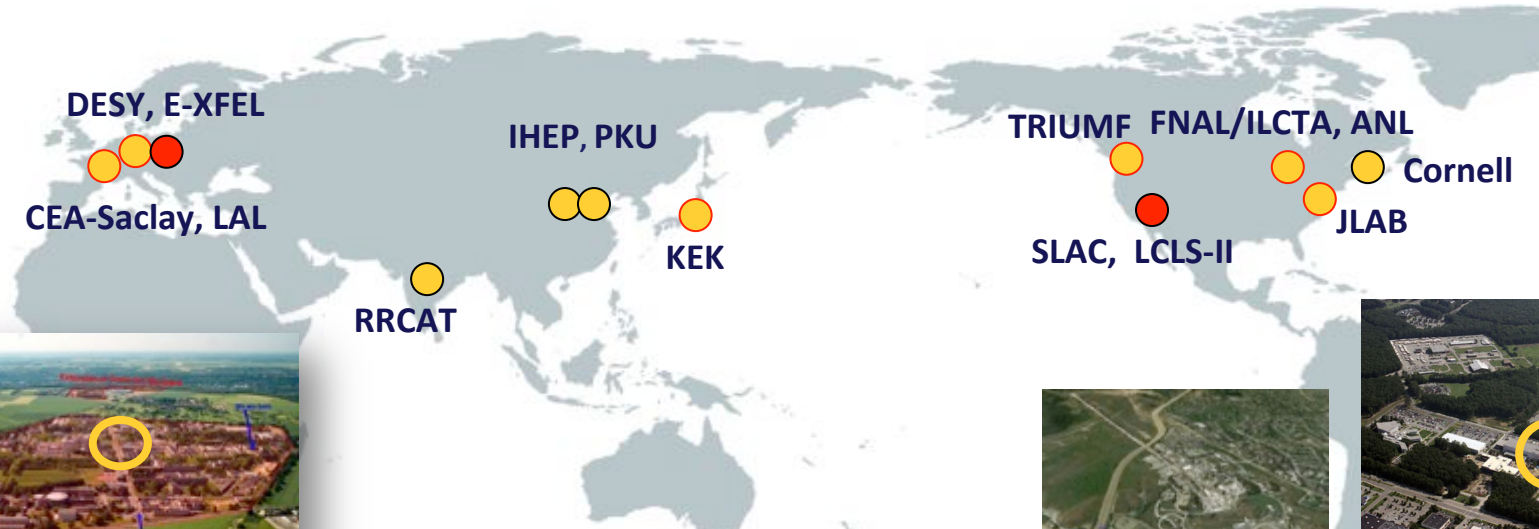 DESY, E-XFEL
IHEP, PKU
TRIUMF FNAL/ILCTA, ANL
Cornell
CEA-Saclay, LAL
JLAB
KEK
SLAC, LCLS-II
RRCAT